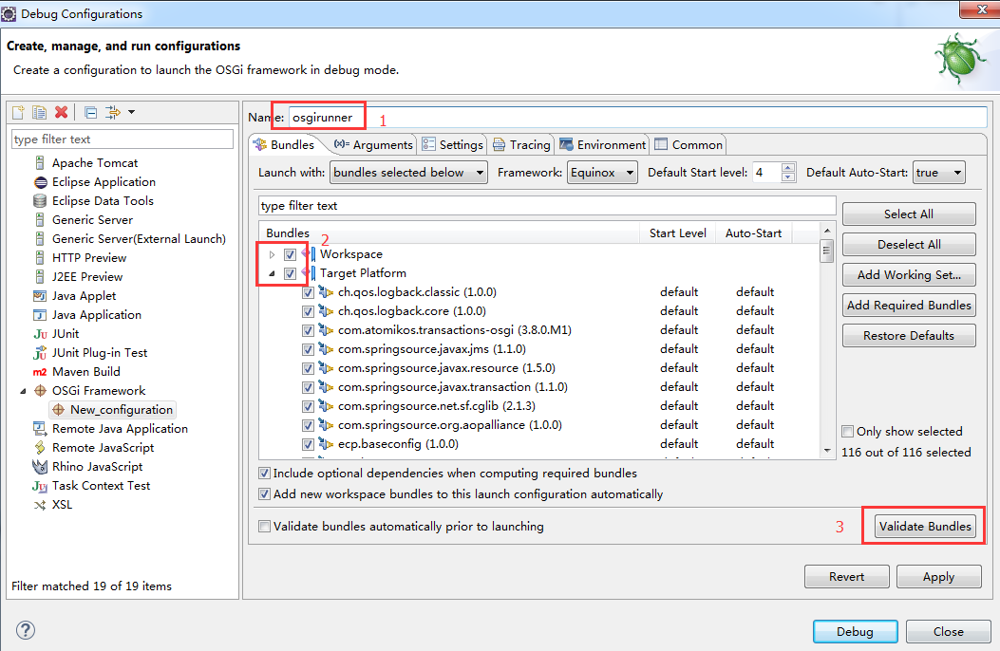 Debug Configurations
Create, manage, and run configurations
Create a configuration to launch the OSGi framework in debug mode.
type filter text
Apache Tomcat
Eclipse Application
Eclipse Data Tools
Generic Server
Generic Server(External Launch)
HTTP Preview
J2EE Preview
Java Applet
Java Application
Ju JUnit
JUnit Plug-in Test
m2 Maven Build
OSGi Framework
New_configuration
Remote Java Application
Remote JavaScript
Rhino JavaScript
Task Context Test
XSL
Filter matched 19 of 19 items
Name: osgirunner 1
Bundles (x)= Arguments Settings Tracing Environment Common
Launch with: bundles selected below Framework: Equinox Default Start level: 4 Default Auto-Start: true
type filter text
Bundles Start Level Auto-Start
2
Workspace
Target Platform
ch.qos.logback.classic (1.0.0) default default
ch.qos.logback.core (1.0.0) default default
com.atomikos.transactions-osgi (3.8.0.M1) default default
com.springsource.javax.jms (1.1.0) default default
com.springsource.javax.resource (1.5.0) default default
com.springsource.javax.transaction (1.1.0) default default
com.springsource.net.sf.cglib (2.1.3) default default
com.springsource.org.aopalliance (1.0.0) default default
ecp.baseconfig (1.0.0) default default
Select All
Deselect All
Add Working Set...
Add Required Bundles
Restore Defaults
Only show selected
116 out of 116 selected
Include optional dependencies when computing required bundles
Add new workspace bundles to this launch configuration automatically
Validate bundles automatically prior to launching
3 Validate Bundles
Revert Apply
? Debug Close